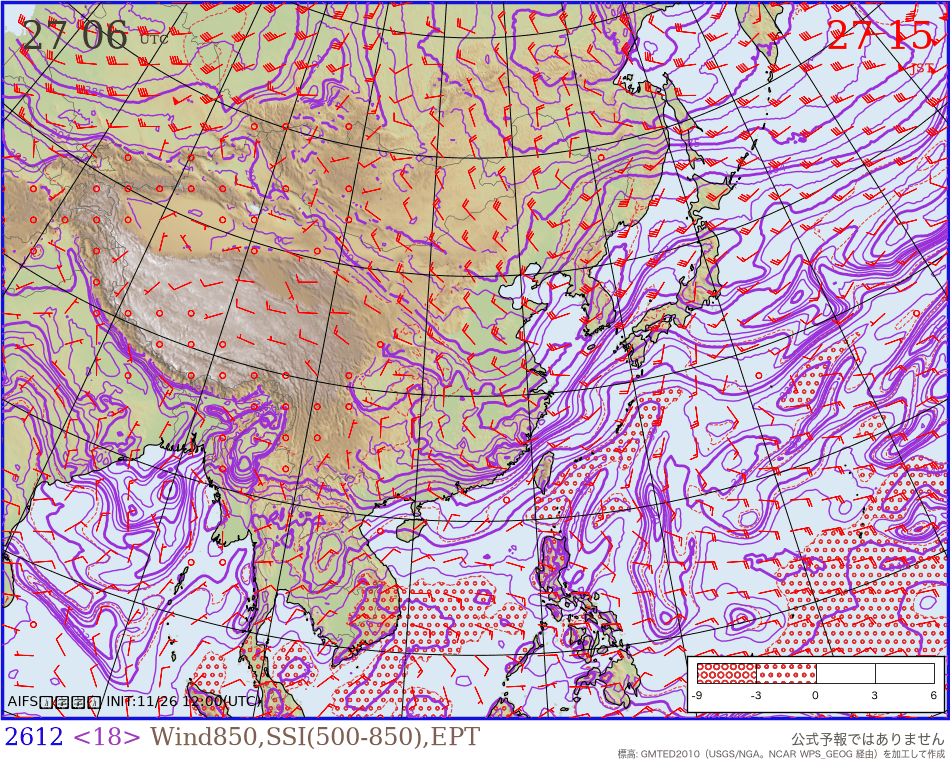 27 06 UTC
27 15
JST
AIFS INIT:11/26 12:00(UTC)
-9 -3 0 3 6
2612 <18> Wind850,SSI(500-850),EPT
公式予報ではありません
標高: GMTED2010（USGS/NGA。NCAR WPS_GEOG 経由）を加工して作成